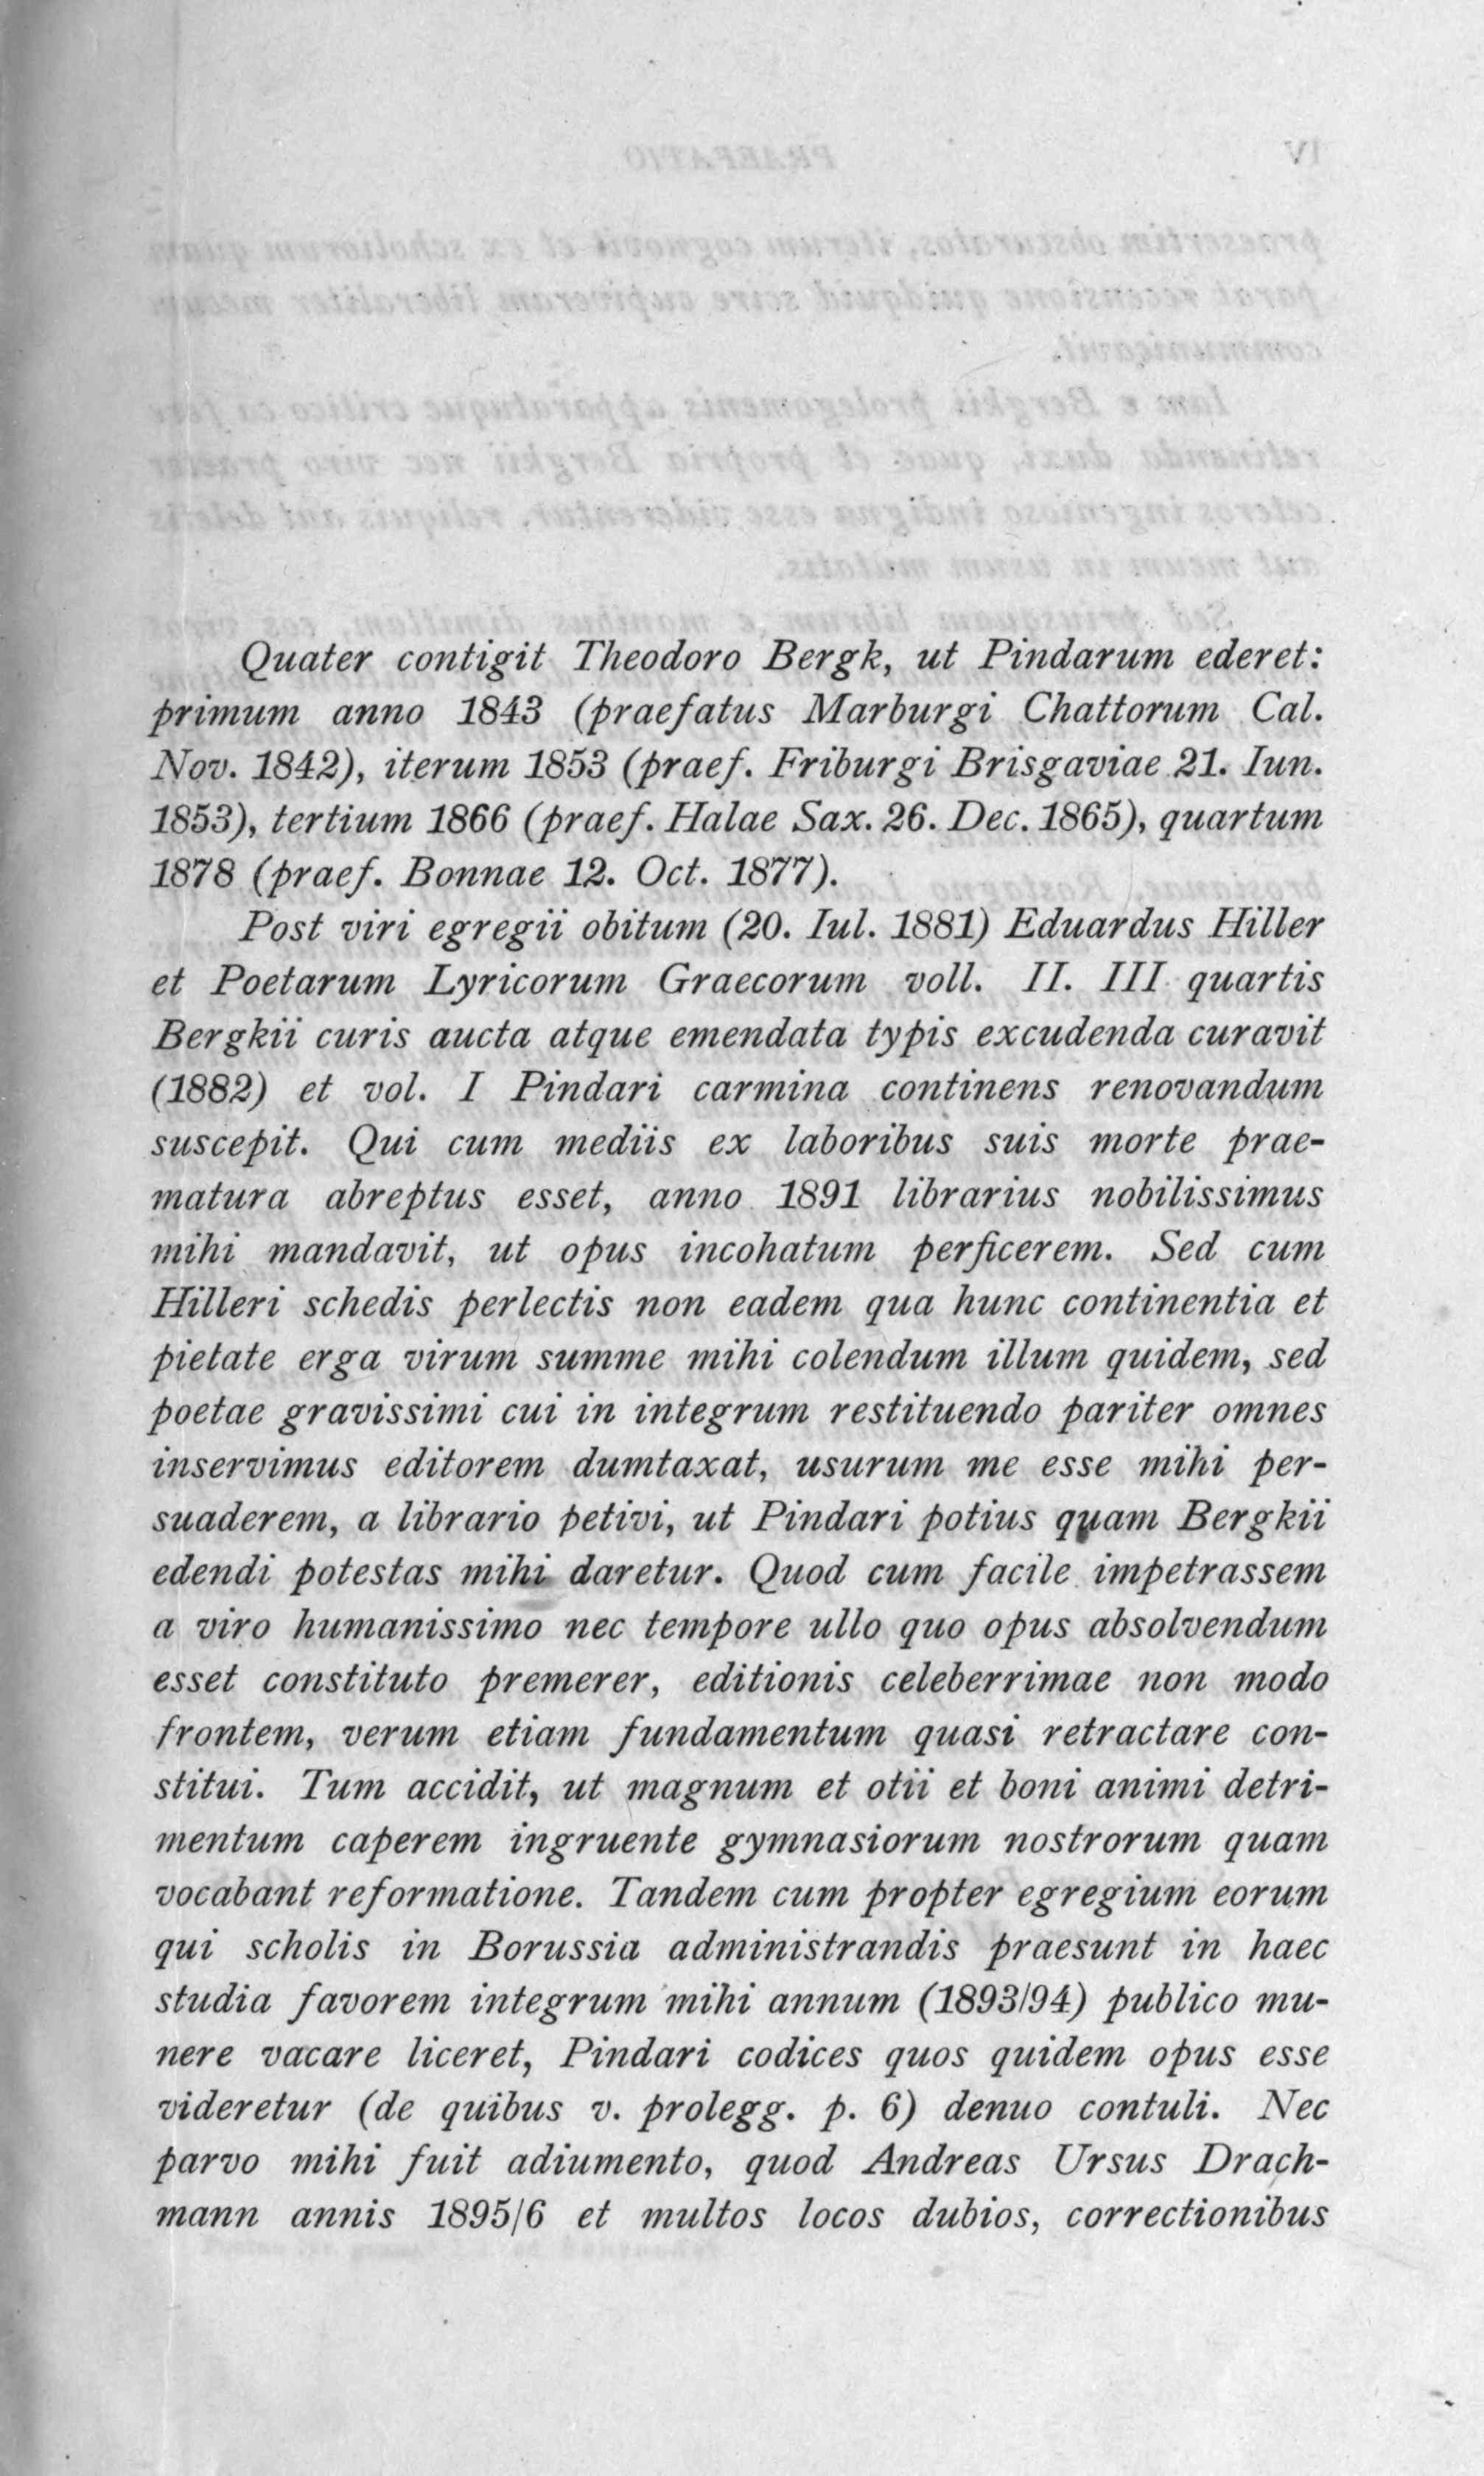 Quater contigit Theodoro Bergk, ut Pindarum ederet:
primum anno 1843 (praefatus Marburgi Chattorum Cal.
Nov. 1842), iterum 1853 (praef. Friburgi Brisgaviae 21. Iun.
1853), tertium 1866 (praef. Halae Sax. 26. Dec. 1865), quartum
1878 (praef. Bonnae 12. Oct. 1877).
Post viri egregii obitum (20. Iul. 1881) Eduardus Hiller
et Poetarum Lyricorum Graecorum voll. II. III quartis
Bergkii curis aucta atque emendata typis excudenda curavit
(1882) et vol. I Pindari carmina continens renovandum
suscepit. Qui cum mediis ex laboribus suis morte prae-
matura abreptus esset, anno 1891 librarius nobilissimus
mihi mandavit, ut opus incohatum perficerem. Sed cum
Hilleri schedis perlectis non eadem qua hunc continentia et
pietate erga virum summe mihi colendum illum quidem, sed
poetae gravissimi cui in integrum restituendo pariter omnes
inservimus editorem dumtaxat, usurum me esse mihi per-
suaderem, a librario petivi, ut Pindari potius quam Bergkii
edendi potestas mihi daretur. Quod cum facile impetrassem
a viro humanissimo nec tempore ullo quo opus absolvendum
esset constituto premerer, editionis celeberrimae non modo
frontem, verum etiam fundamentum quasi retractare con-
stitui. Tum accidit, ut magnum et otii et boni animi detri-
mentum caperem ingruente gymnasiorum nostrorum quam
vocabant reformatione. Tandem cum propter egregium eorum
qui scholis in Borussia administrandis praesunt in haec
studia favorem integrum mihi annum (1893/94) publico mu-
nere vacare liceret, Pindari codices quos quidem opus esse
videretur (de quibus v. prolegg. p. 6) denuo contuli. Nec
parvo mihi fuit adiumento, quod Andreas Ursus Drach-
mann annis 1895/6 et multos locos dubios, correctionibus